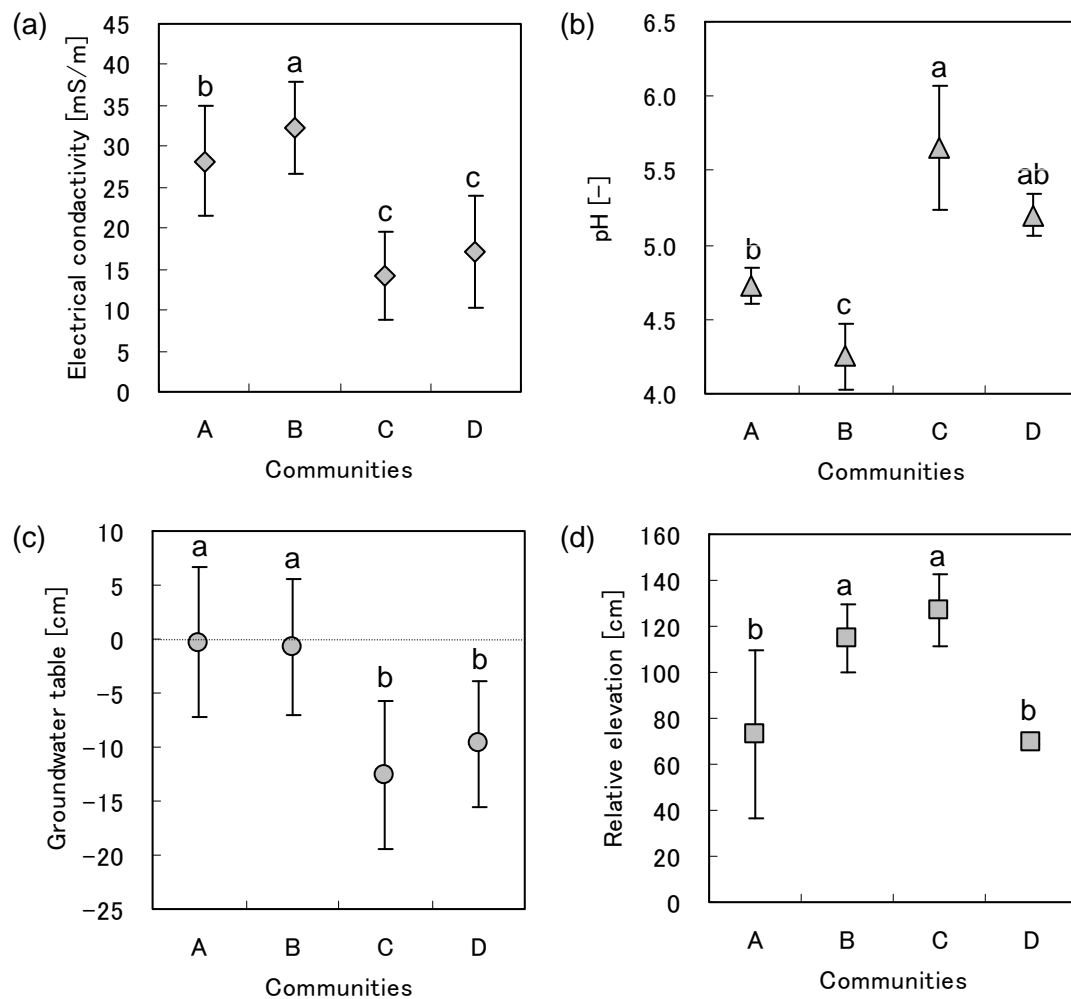 (a)
Electrical condactivity [mS/m]
45
40
35
30
25
20
15
10
5
0
b
a
c
c
A B C D
Communities
(b)
pH [-]
6.5
6.0
5.5
5.0
4.5
4.0
b
c
a
ab
A B C D
Communities
(c)
Groundwater table [cm]
10
5
0
-5
-10
-15
-20
-25
a
a
b
b
A B C D
Communities
(d)
Relative elevation [cm]
160
140
120
100
80
60
40
20
0
b
a
a
b
A B C D
Communities